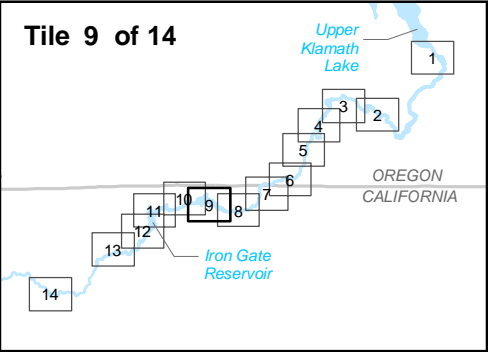 Tile 9 of 14
Upper
Klamath
Lake
1
3
2
4
5
OREGON
6
CALIFORNIA
7
10
9
8
11
12
13
Iron Gate
Reservoir
14